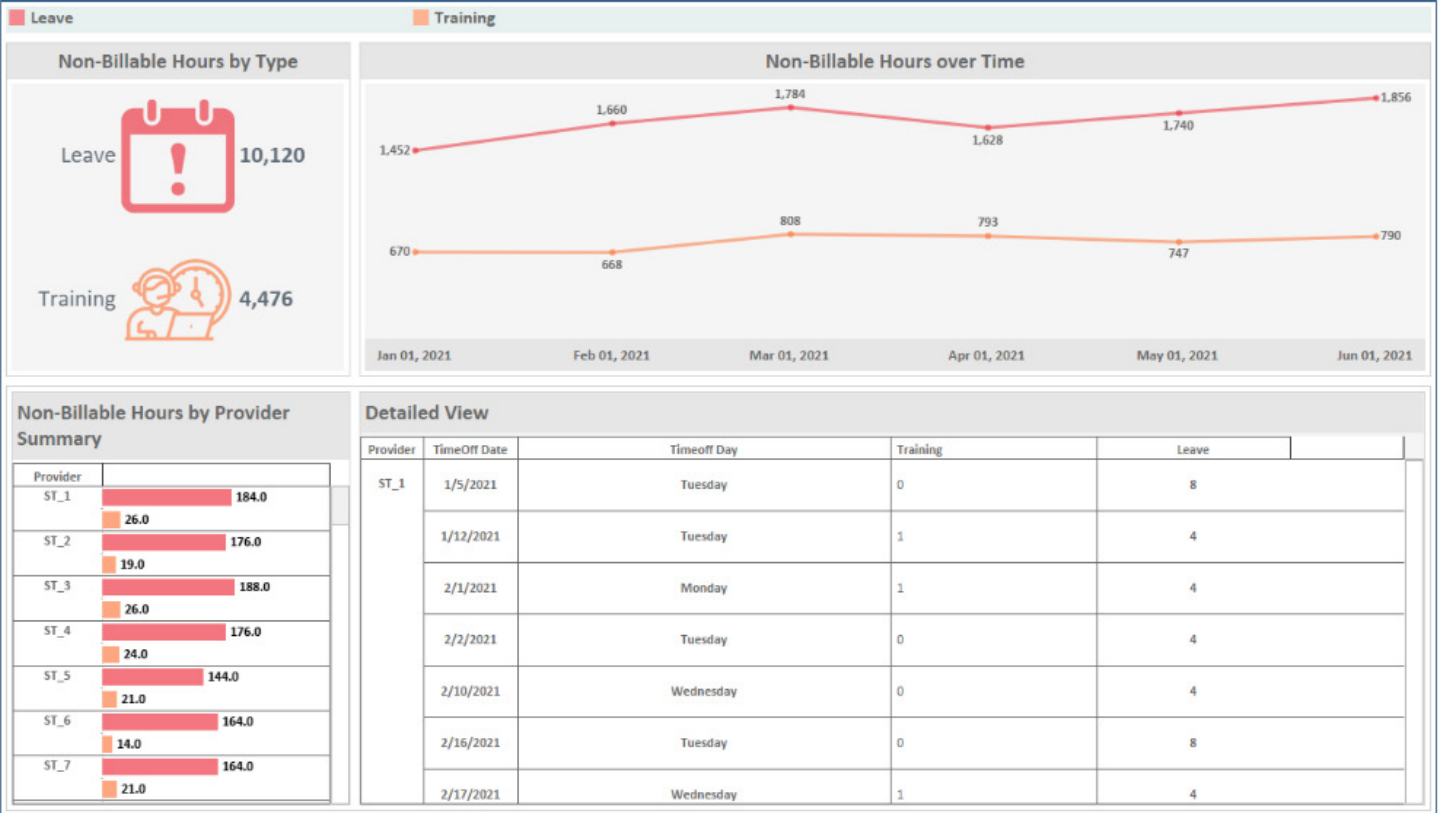 Leave
Training
Non-Billable Hours by Type
Leave
10,120
Training
4,476
Non-Billable Hours over Time
1,452
1,660
1,784
1,628
1,740
1,856
670
668
808
793
747
790
Jan 01, 2021
Feb 01, 2021
Mar 01, 2021
Apr 01, 2021
May 01, 2021
Jun 01, 2021
Non-Billable Hours by Provider
Summary
Provider
ST_1
184.0
26.0
ST_2
176.0
19.0
ST_3
188.0
26.0
ST_4
176.0
24.0
ST_5
144.0
21.0
ST_6
164.0
14.0
ST_7
164.0
21.0
Detailed View
Provider TimeOff Date Timeoff Day Training Leave
ST_1 1/5/2021 Tuesday 0 8
1/12/2021 Tuesday 1 4
2/1/2021 Monday 1 4
2/2/2021 Tuesday 0 4
2/10/2021 Wednesday 0 4
2/16/2021 Tuesday 0 8
2/17/2021 Wednesday 1 4